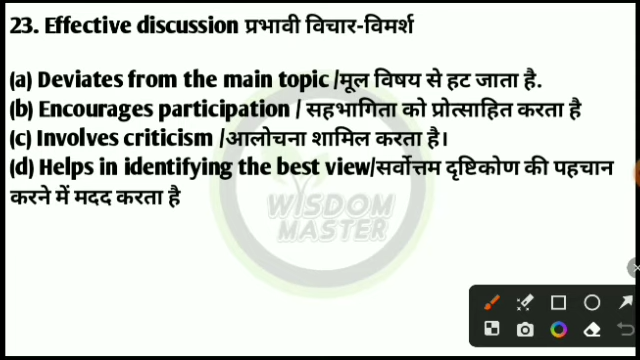 23. Effective discussion प्रभावी विचार-विमर्श
(a) Deviates from the main topic /मूल विषय से हट जाता है.
(b) Encourages participation / सहभागिता को प्रोत्साहित करता है
(c) Involves criticism /आलोचना शामिल करता है।
(d) Helps in identifying the best view/सर्वोत्तम दृष्टिकोण की पहचान
करने में मदद करता है
WISDOM
MASTER